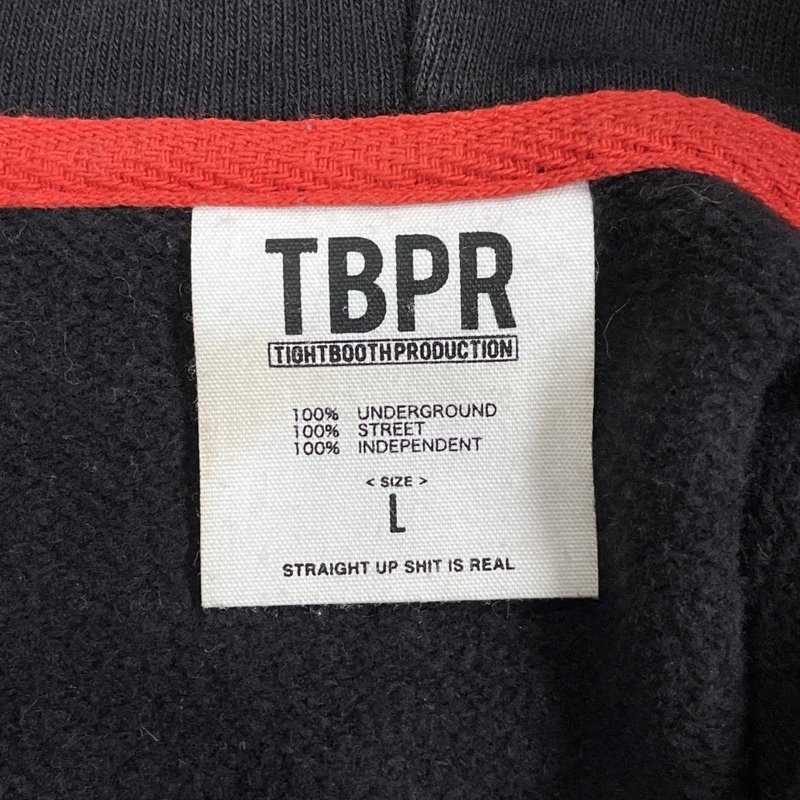 TBPR
TIGHTBOOTHPRODUCTION
100% UNDERGROUND
100% STREET
100% INDEPENDENT
< SIZE >
L
STRAIGHT UP SHIT IS REAL